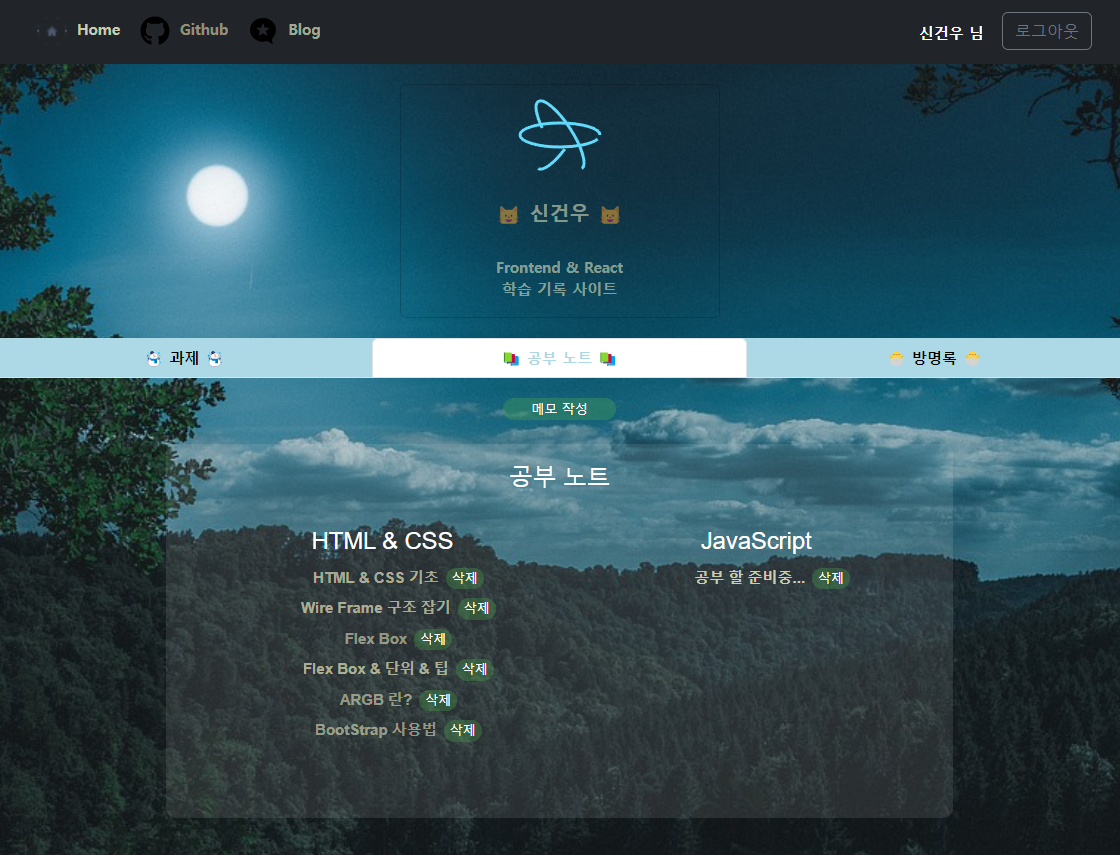 Home Github Blog 신건우 님 로그아웃
신건우
Frontend & React
학습 기록 사이트
과제 공부 노트 방명록
메모 작성
공부 노트
HTML & CSS
HTML & CSS 기초 삭제
Wire Frame 구조 잡기 삭제
Flex Box 삭제
Flex Box & 단위 & 팁 삭제
ARGB 란? 삭제
BootStrap 사용법 삭제
JavaScript
공부 할 준비중... 삭제